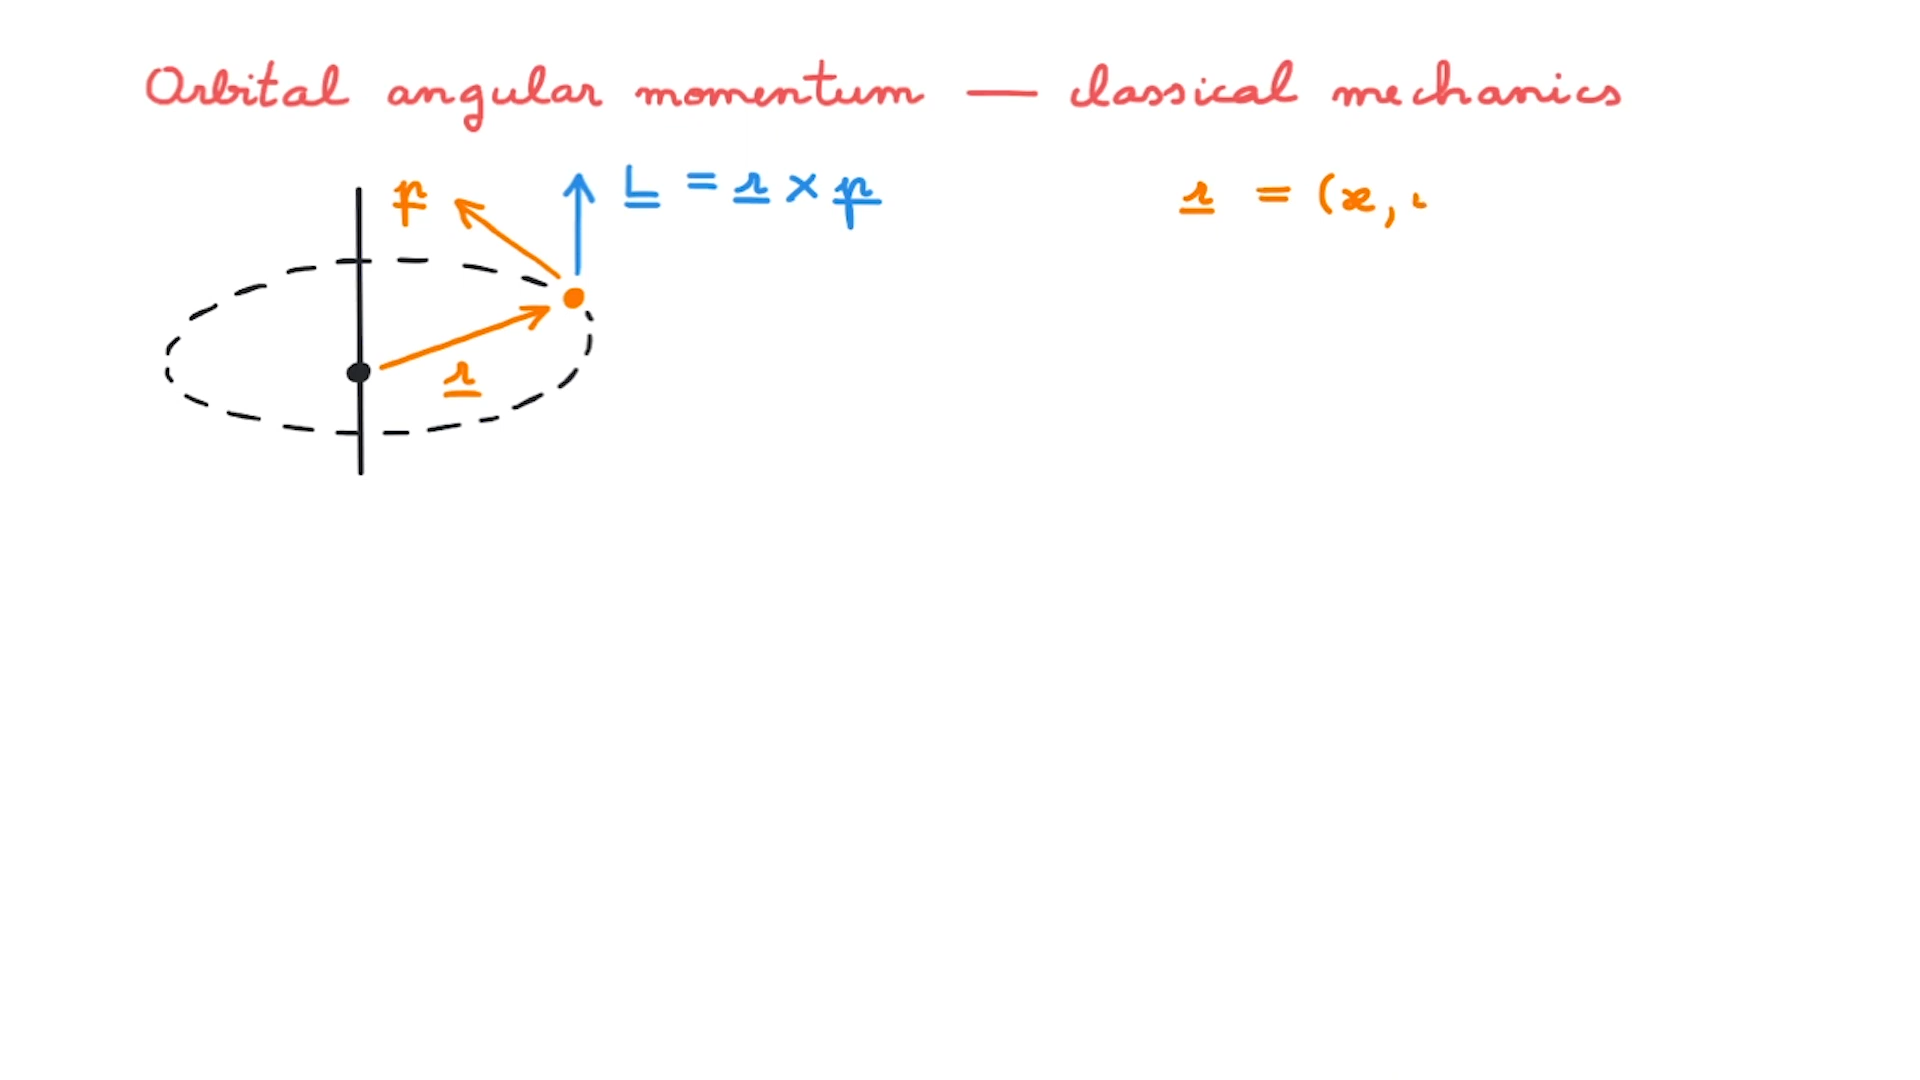 Orbital angular momentum — classical mechanics
p
L = r × p
r = (x,
r